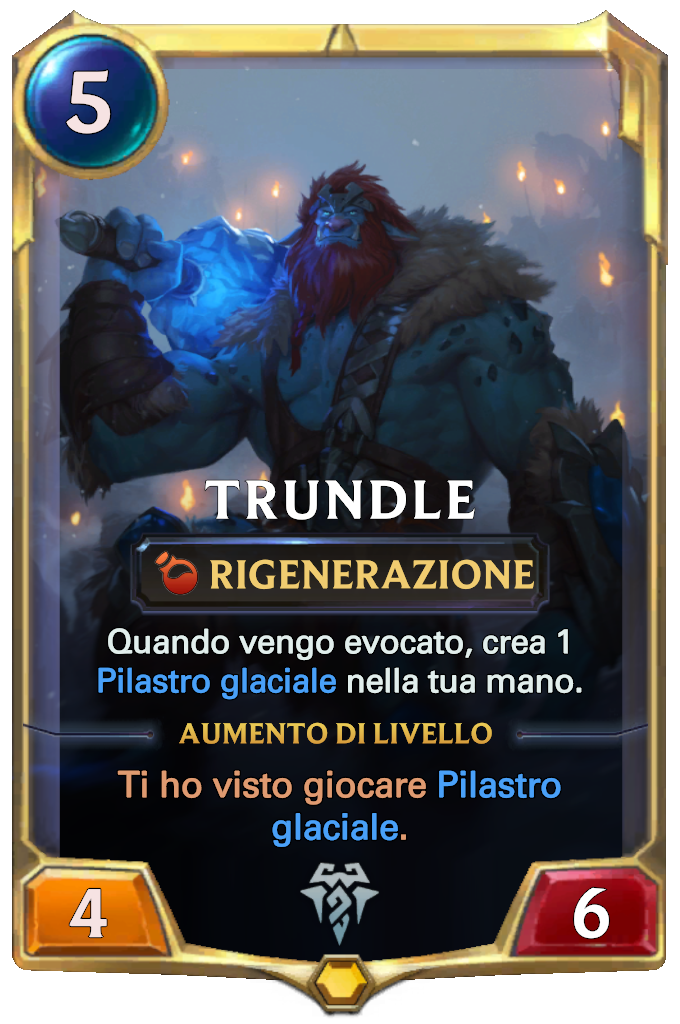 5
TRUNDLE
RIGENERAZIONE
Quando vengo evocato, crea 1
Pilastro glaciale nella tua mano.
AUMENTO DI LIVELLO
Ti ho visto giocare Pilastro
glaciale.
4
6